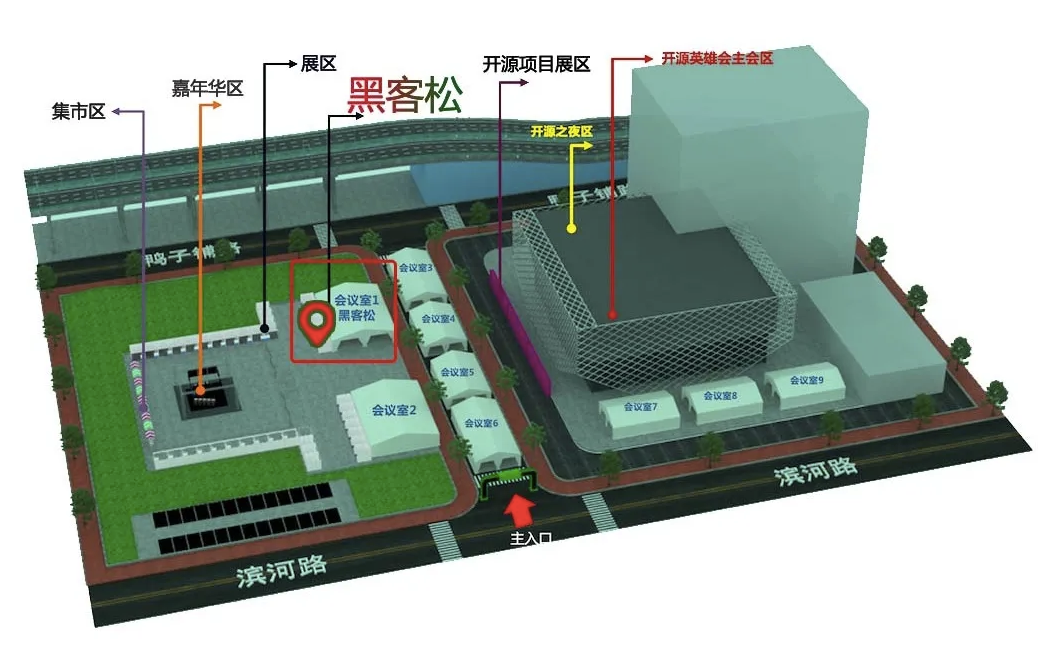 展区
开源项目展区
开源英雄会主会区
嘉年华区
黑客松
集市区
开源之夜区
鸭子铺路
会议室3
会议室1
黑客松
会议室4
会议室5
会议室9
会议室8
会议室7
会议室2
会议室6
滨河路
主入口
滨河路